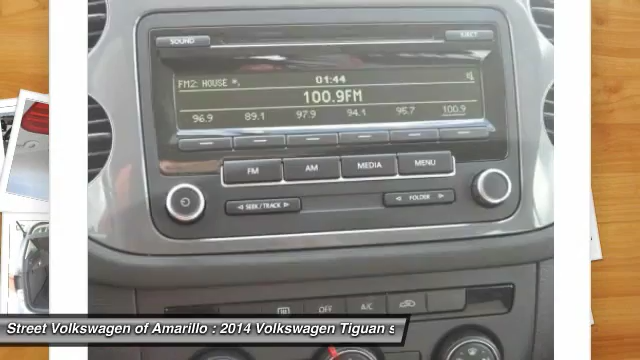 SOUND
EJECT
FM2: HOUSE
01:44
100.9FM
96.9 89.1 97.9 94.1 95.7 100.9
FM AM MEDIA MENU
SEEK/TRACK
FOLDER
OFF A/C
Street Volkswagen of Amarillo : 2014 Volkswagen Tiguan s